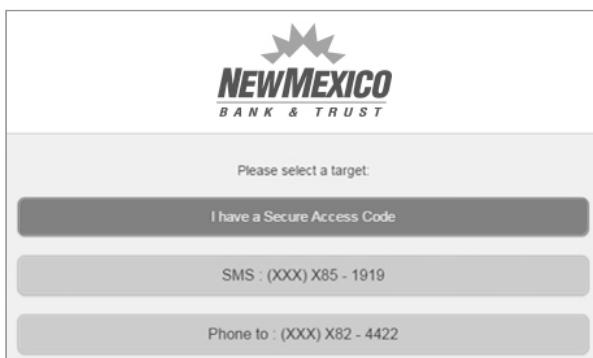 NEWMEXICO
BANK & TRUST
Please select a target:
I have a Secure Access Code
SMS : (XXX) X85 - 1919
Phone to : (XXX) X82 - 4422